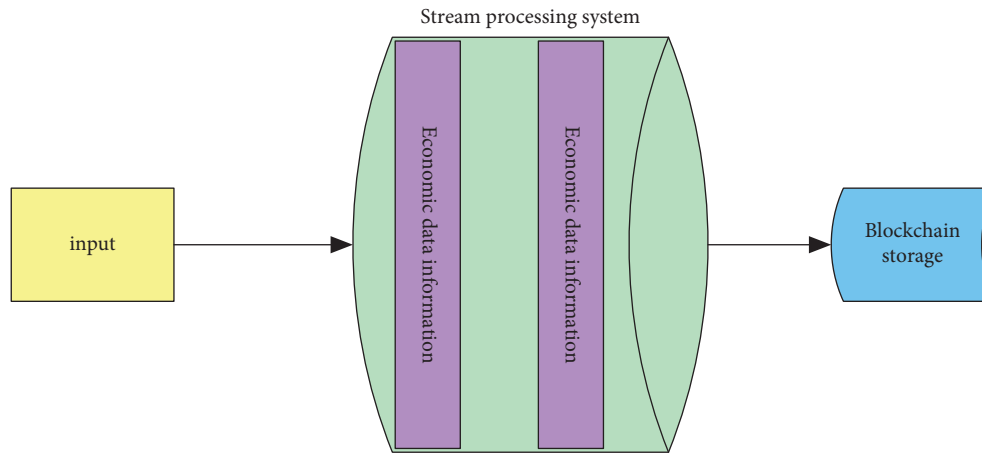 Stream processing system
input
Economic data information
Economic data information
Blockchain
storage